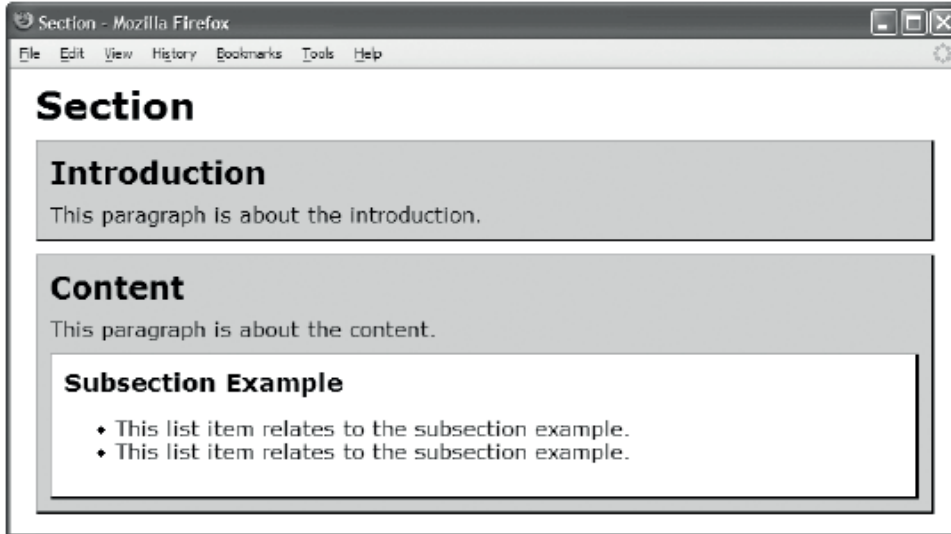 Section - Mozilla Firefox
File Edit View History Bookmarks Tools Help
Section
Introduction
This paragraph is about the introduction.
Content
This paragraph is about the content.
Subsection Example
• This list item relates to the subsection example.
• This list item relates to the subsection example.